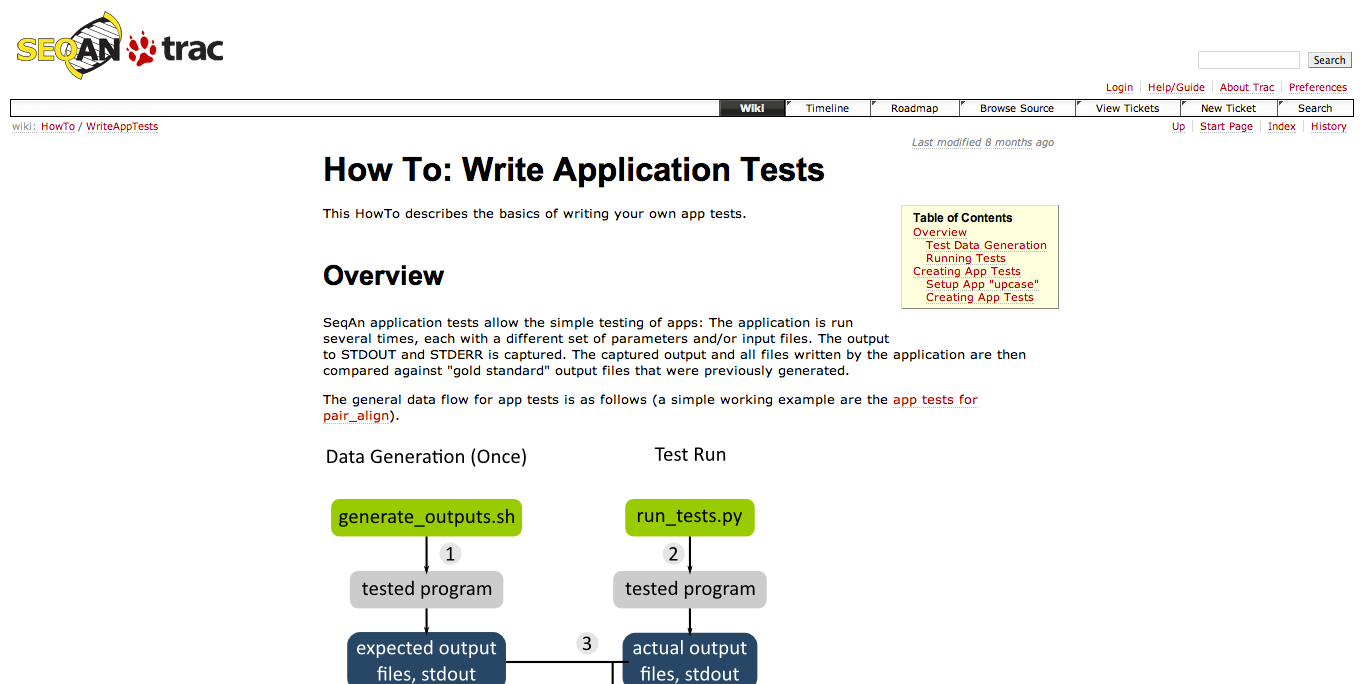 SEQAN trac
Search
Login Help/Guide About Trac Preferences
Wiki Timeline Roadmap Browse Source View Tickets New Ticket Search
wiki: HowTo / WriteAppTests
Up Start Page Index History
Last modified 8 months ago
How To: Write Application Tests
This HowTo describes the basics of writing your own app tests.
Table of Contents
Overview
Test Data Generation
Running Tests
Creating App Tests
Setup App "upcase"
Creating App Tests
Overview
SeqAn application tests allow the simple testing of apps: The application is run
several times, each with a different set of parameters and/or input files. The output
to STDOUT and STDERR is captured. The captured output and all files written by the application are then
compared against "gold standard" output files that were previously generated.
The general data flow for app tests is as follows (a simple working example are the app tests for
pair_align).
Data Generation (Once)
Test Run
generate_outputs.sh
run_tests.py
1
2
tested program
tested program
3
expected output
files, stdout
actual output
files, stdout